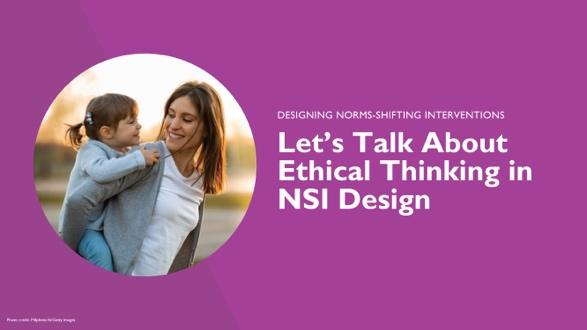 DESIGNING NORMS-SHIFTING INTERVENTIONS
Let's Talk About
Ethical Thinking in
NSI Design